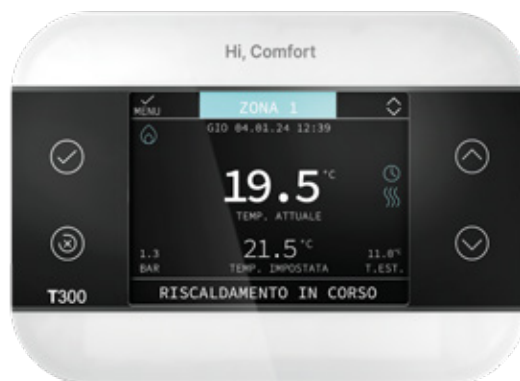 Hi, Comfort
MENU
ZONA 1
GIO 04.01.24 12:39
19.5°C
TEMP. ATTUALE
1.3
BAR
21.5°C
TEMP. IMPOSTATA
11.0°C
T.EST.
T300
RISCALDAMENTO IN CORSO